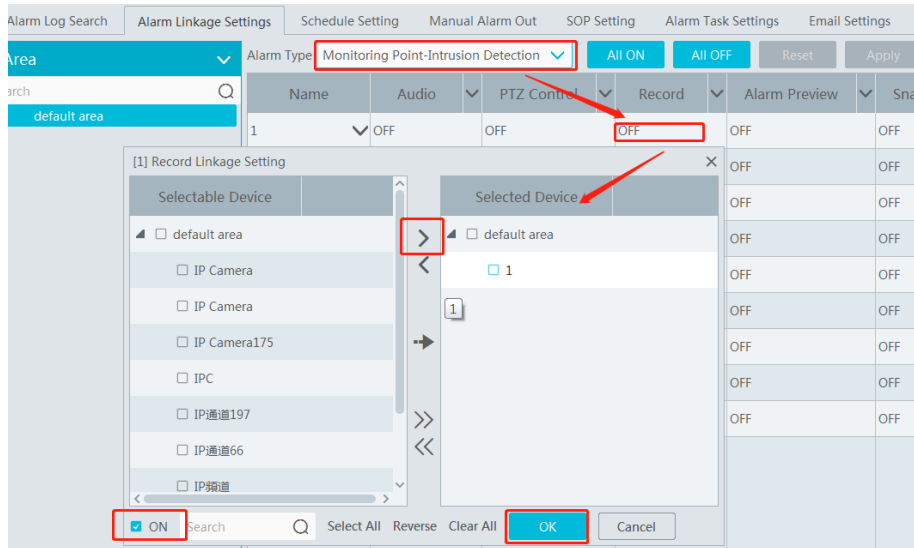 Alarm Log Search Alarm Linkage Settings Schedule Setting Manual Alarm Out SOP Setting Alarm Task Settings Email Settings
Area Alarm Type Monitoring Point-Intrusion Detection All ON All OFF Reset Apply
arch Name Audio PTZ Control Record Alarm Preview Sna
default area
1 OFF OFF OFF OFF OFF
[1] Record Linkage Setting OFF OFF
Selectable Device Selected Device OFF OFF
default area default area OFF OFF
IP Camera 1 OFF OFF
IP Camera 1 OFF OFF
IP Camera175 OFF OFF
IPC OFF OFF
IP通道197 OFF OFF
IP通道66
IP頻道
ON Search Select All Reverse Clear All OK Cancel